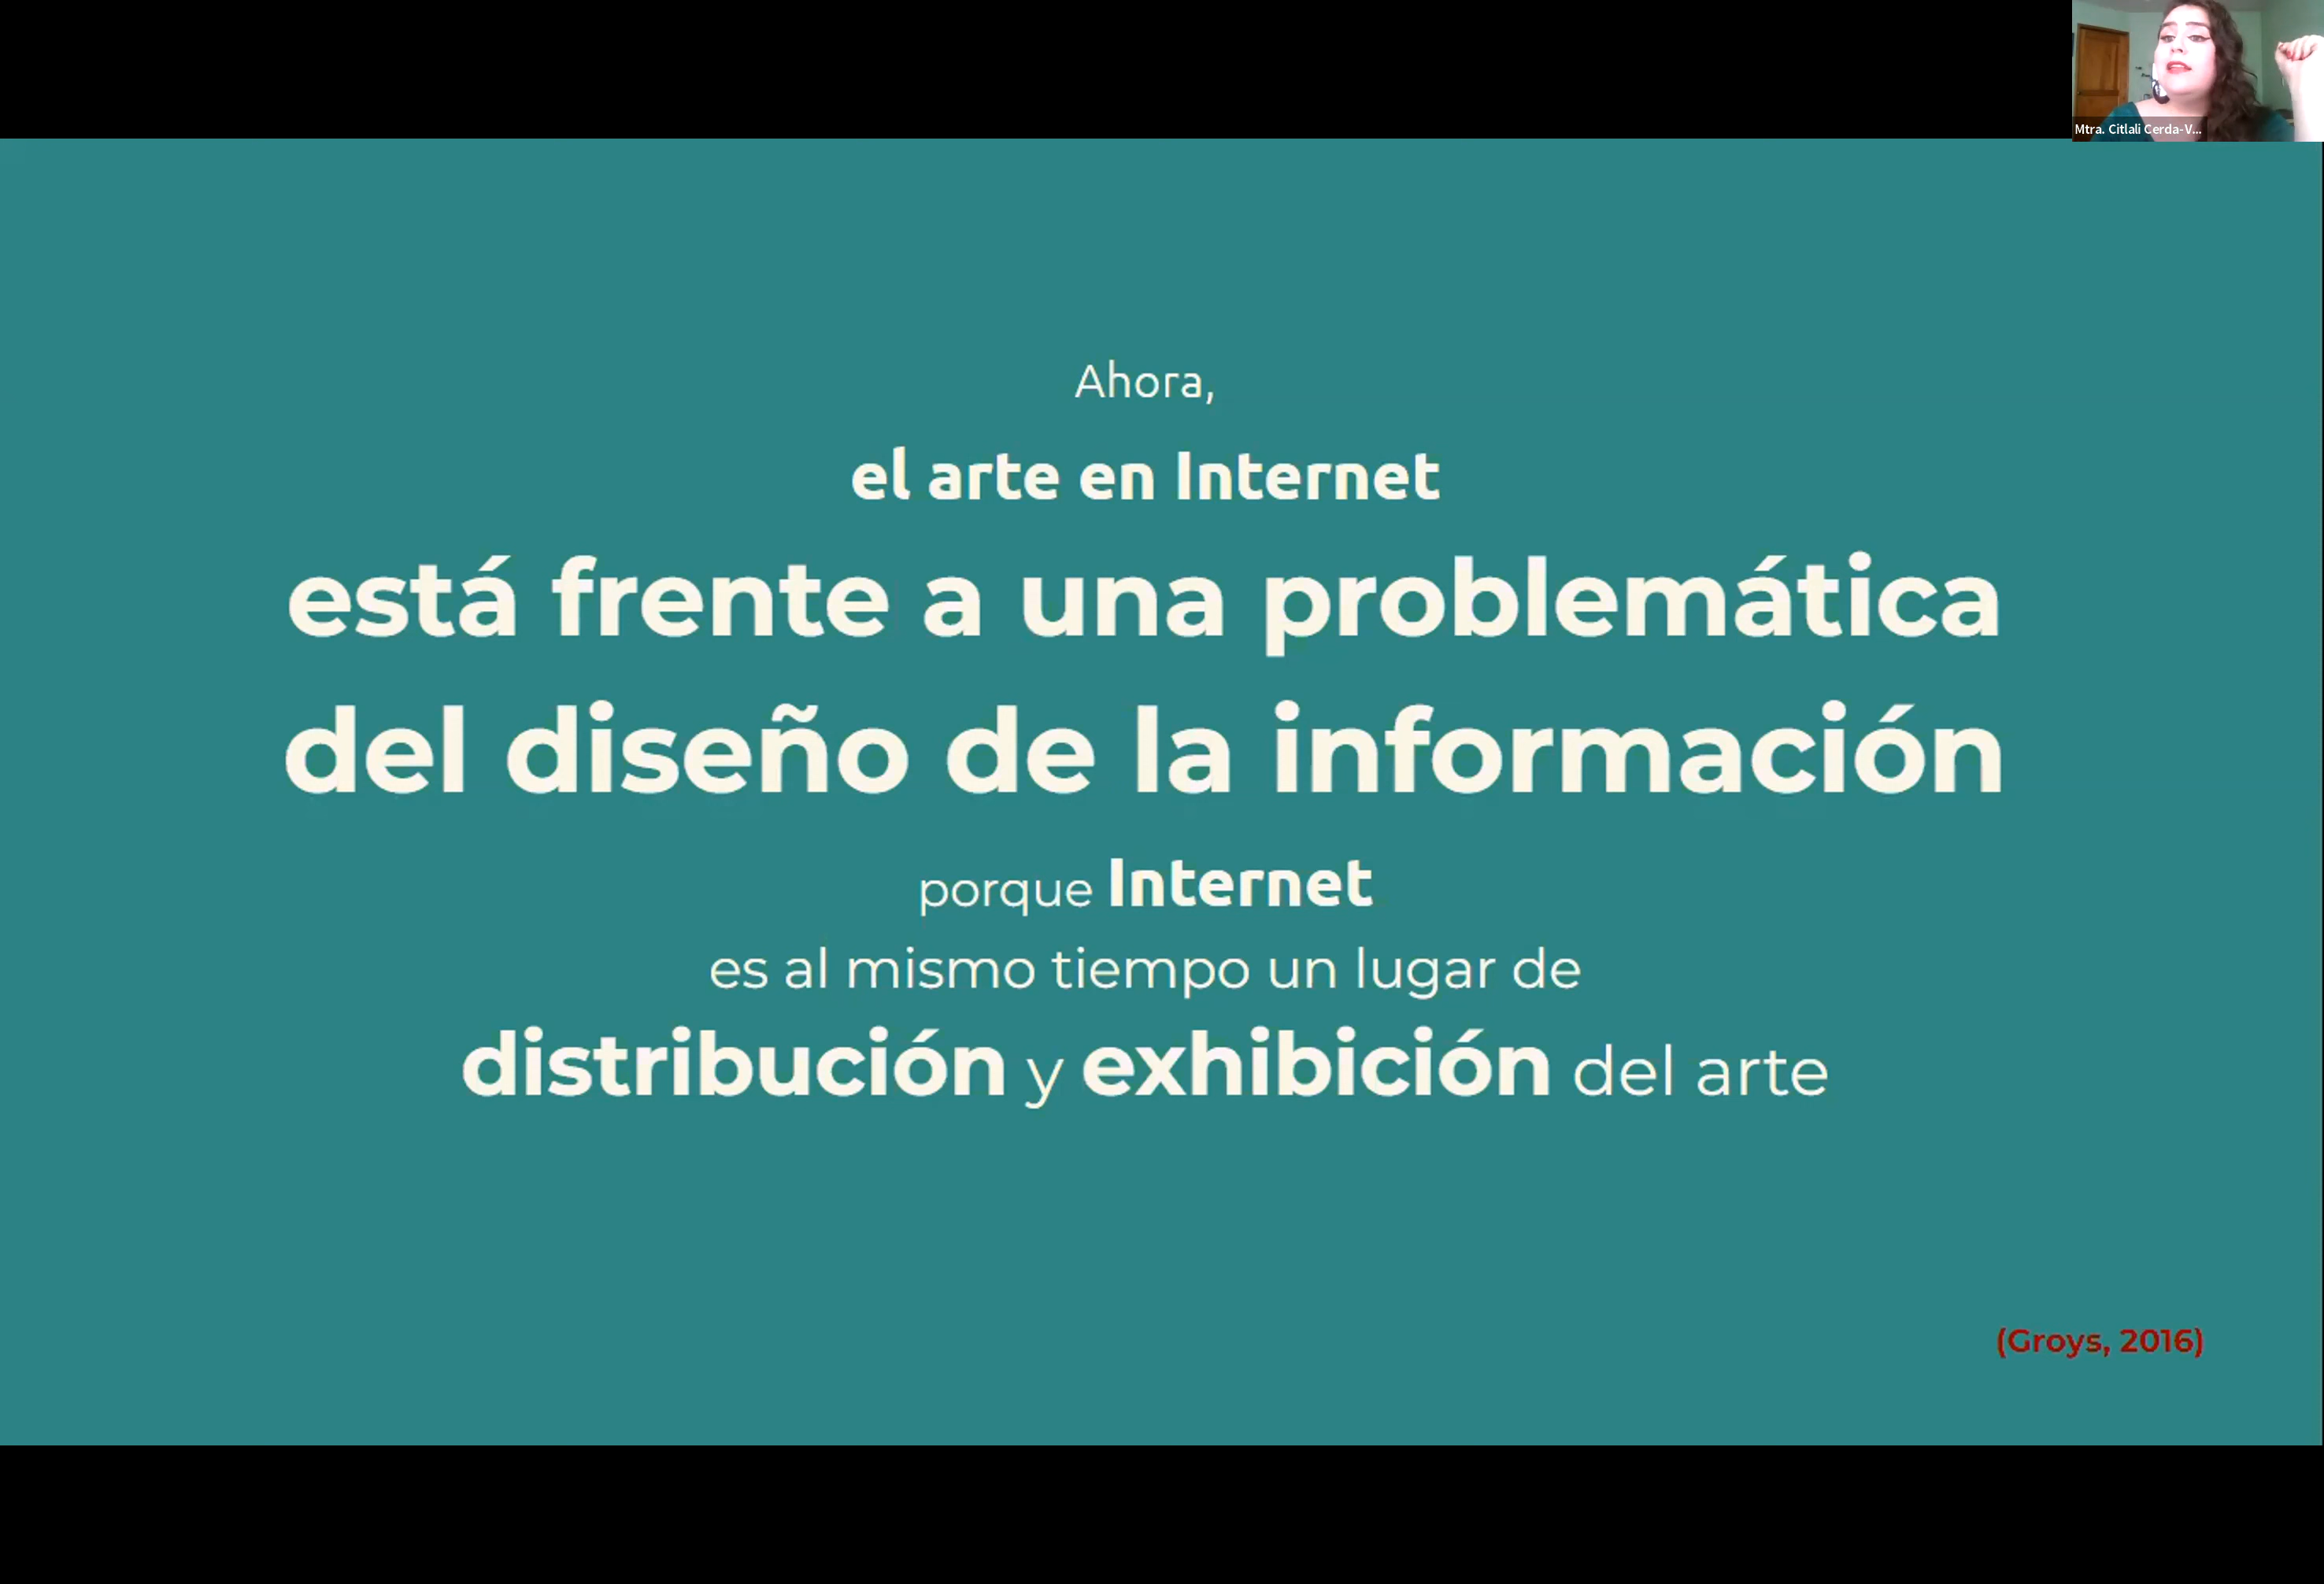 Mtra. Citlali Cerda-V...
Ahora,
el arte en Internet
está frente a una problemática
del diseño de la información
porque Internet
es al mismo tiempo un lugar de
distribución y exhibición del arte
(Groys, 2016)